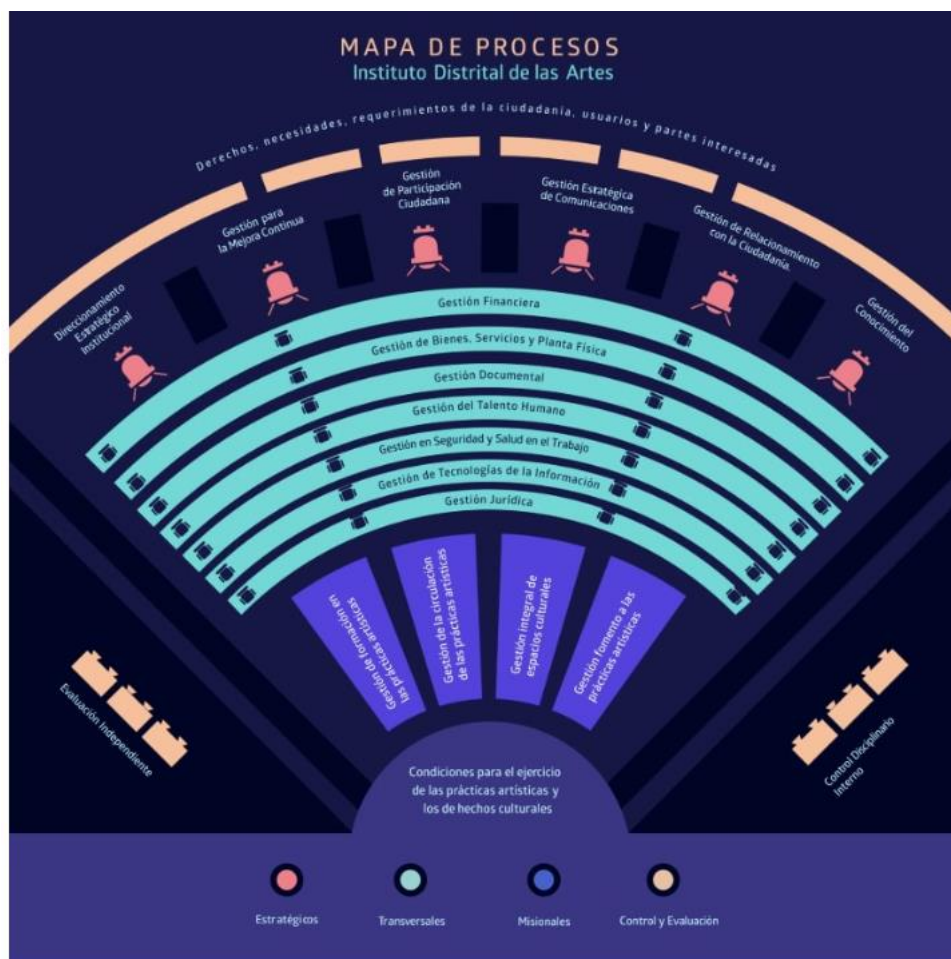 MAPA DE PROCESOS
Instituto Distrital de las Artes
Derechos, necesidades, requerimientos de la ciudadanía, usuarios y partes interesadas
Direccionamiento
Estratégico
Institucional
Gestión para
la Mejora Continua
Gestión
de Participación
Ciudadana
Gestión Estatégica
de Comunicaciones
Gestión de Relacionamiento
con la Ciudadanía.
Gestión del
Conocimiento
Gestión Financiera
Gestión de Bienes, Servicios y Planta Física
Gestión Documental
Gestión del Talento Humano
Gestión en Seguridad y Salud en el Trabajo
Gestión de Tecnologías de la Información
Gestión Jurídica
Gestión de formación en
las prácticas artísticas
Gestión de la circulación
de las prácticas artísticas
Gestión integral de
espacios culturales
Gestión fomento a las
prácticas artísticas
Evaluación Independiente
Control Disciplinario
Interno
Condiciones para el ejercicio
de las prácticas artísticas y
los de hechos culturales
Estratégicos
Transversales
Misionales
Control y Evaluación